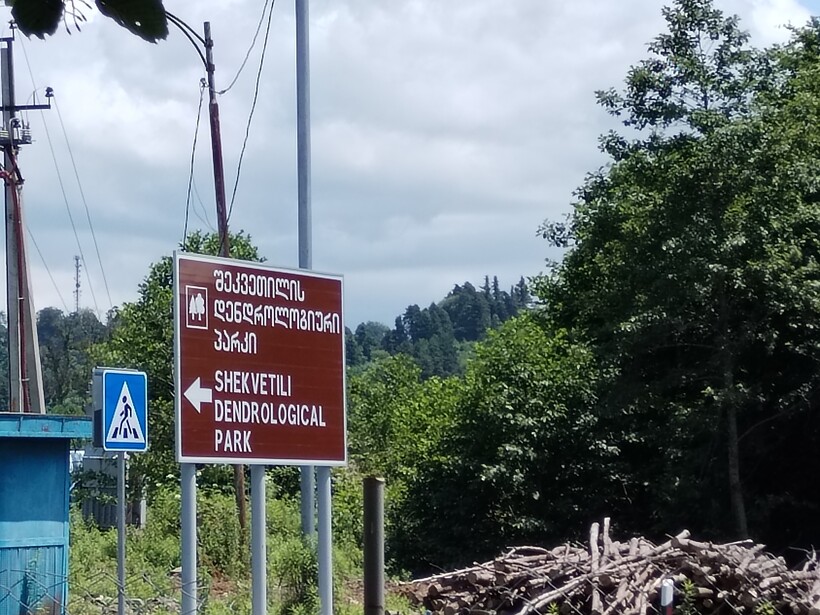 ᲨᲔᲙᲕᲔᲗᲘᲚᲘᲡ
ᲓᲔᲜᲓᲠᲝᲚᲝᲒᲘᲣᲠᲘ
ᲞᲐᲠᲙᲘ
SHEKVETILI
DENDROLOGICAL
PARK